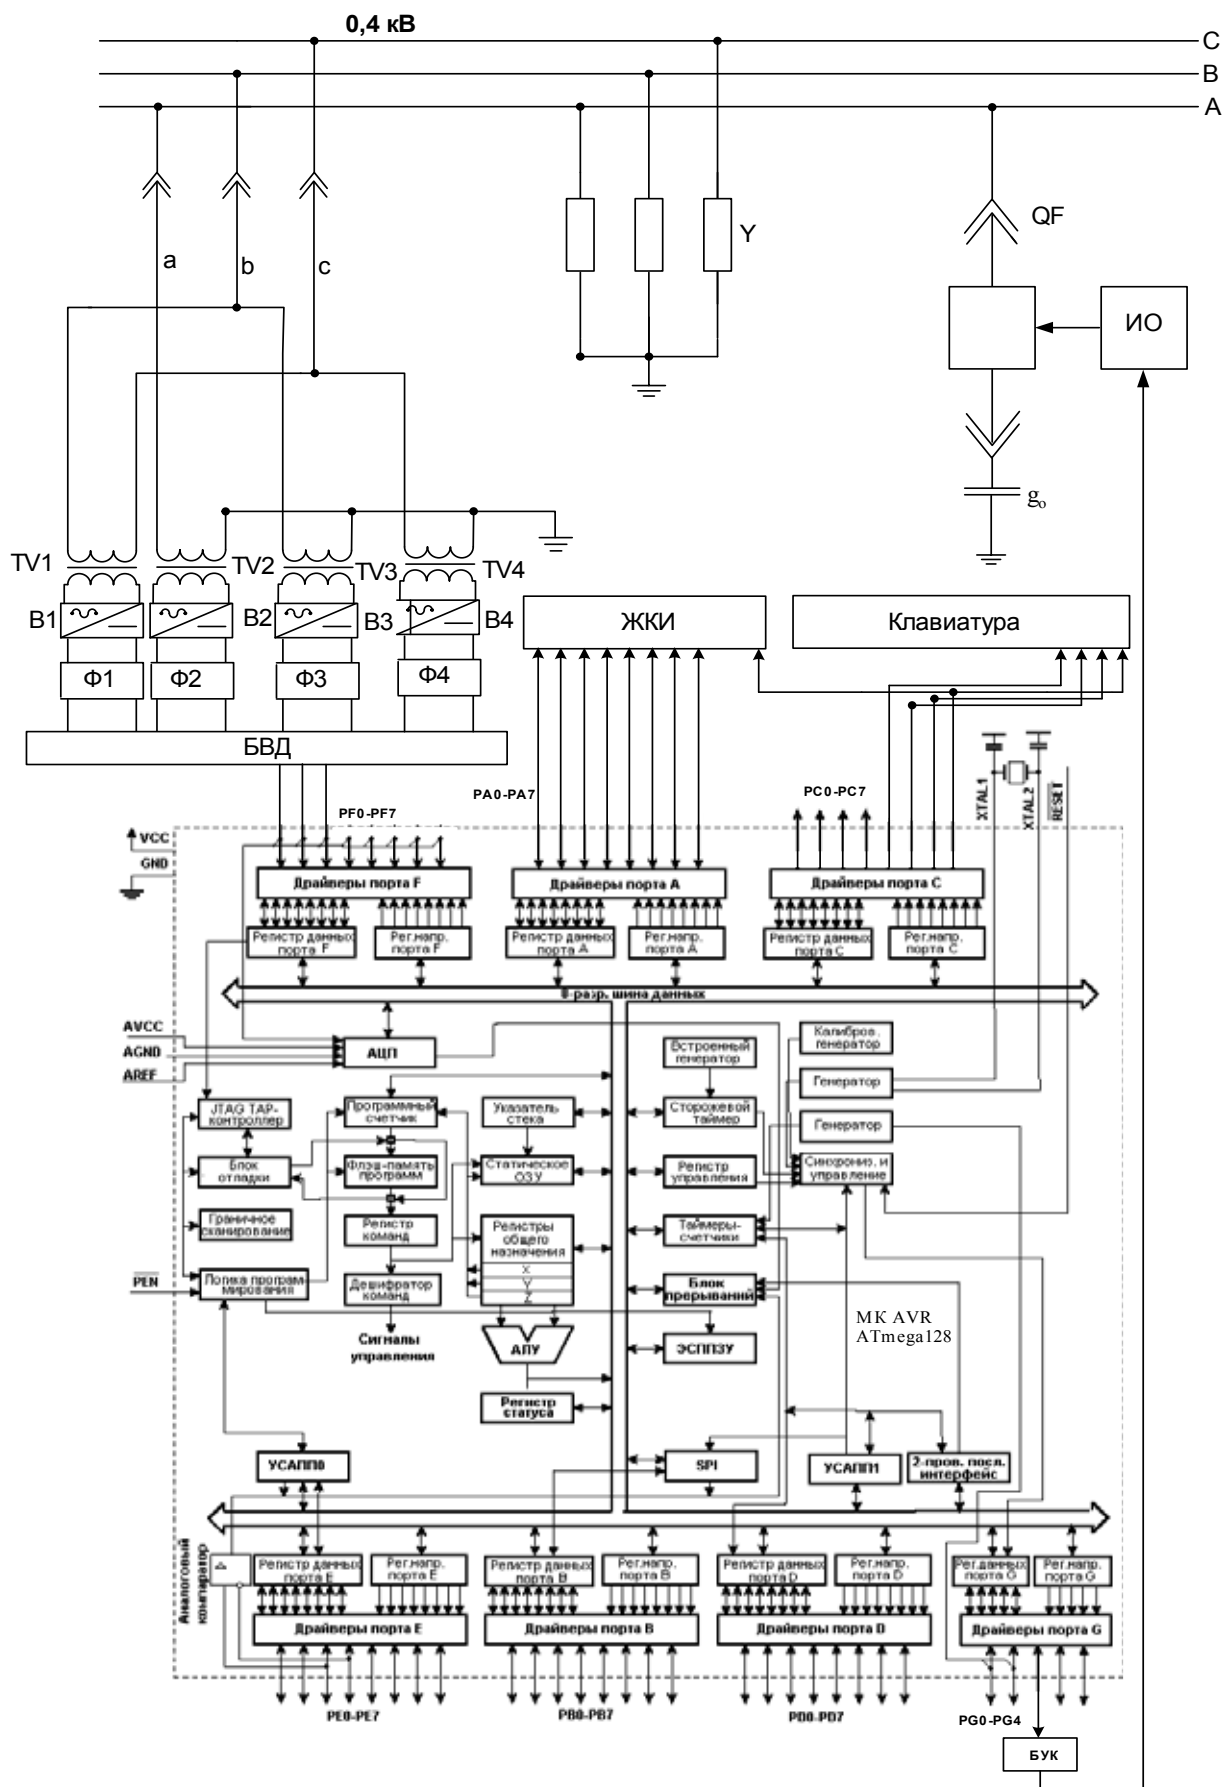 0,4 кВ
C
B
A
QF
Y
a
b
c
ИО
g₀
TV1
TV2
TV3
TV4
B1
B2
B3
B4
ЖКИ
Клавиатура
Ф1
Ф2
Ф3
Ф4
БВД
XTAL1
XTAL2
RESET
PF0-PF7
PA0-PA7
PC0-PC7
VCC
GND
Драйверы порта F
Драйверы порта A
Драйверы порта C
Регистр данных
порта F
Рег.напр.
порта F
Регистр данных
порта A
Рег.напр.
порта A
Регистр данных
порта C
Рег.напр.
порта C
8-разр. шина данных
AVCC
AGND
AREF
АЦП
Встроенный
генератор
Калибров.
генератор
Генератор
JTAG TAP-
контроллер
Программный
счетчик
Указатель
стека
Сторожевой
таймер
Генератор
Блок
отладки
Флэш-память
программ
Статическое
ОЗУ
Регистр
управления
Синхрониз. и
управление
Граничное
сканирование
Регистр
команд
Регистры
общего
назначения
X
Y
Z
Таймеры-
счетчики
PEN
Логика програм-
мирования
Дешифратор
команд
Блок
прерываний
Сигналы
управления
АЛУ
ЭСППЗУ
МК AVR
ATmega128
Регистр
статуса
УСАПП0
SPI
УСАПП1
2-пров. посл.
интерфейс
Аналоговый
компаратор
Регистр данных
порта E
Рег.напр.
порта E
Регистр данных
порта B
Рег.напр.
порта B
Регистр данных
порта D
Рег.напр.
порта D
Рег.данных
порта G
Рег.напр.
порта G
Драйверы порта E
Драйверы порта B
Драйверы порта D
Драйверы порта G
PE0-PE7
PB0-PB7
PD0-PD7
PG0-PG4
БУК